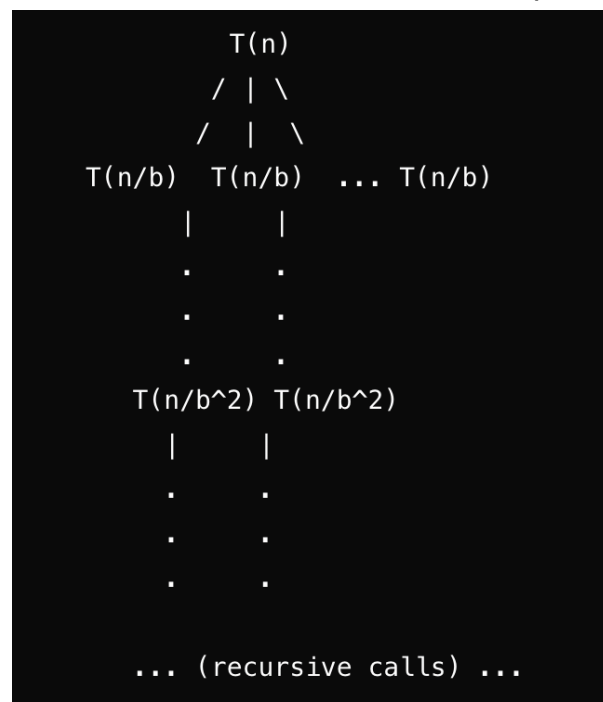 T(n)
/ | \
/ | \
T(n/b) T(n/b) ... T(n/b)
| |
. .
. .
. .
T(n/b^2) T(n/b^2)
| |
. .
. .
. .
... (recursive calls) ...